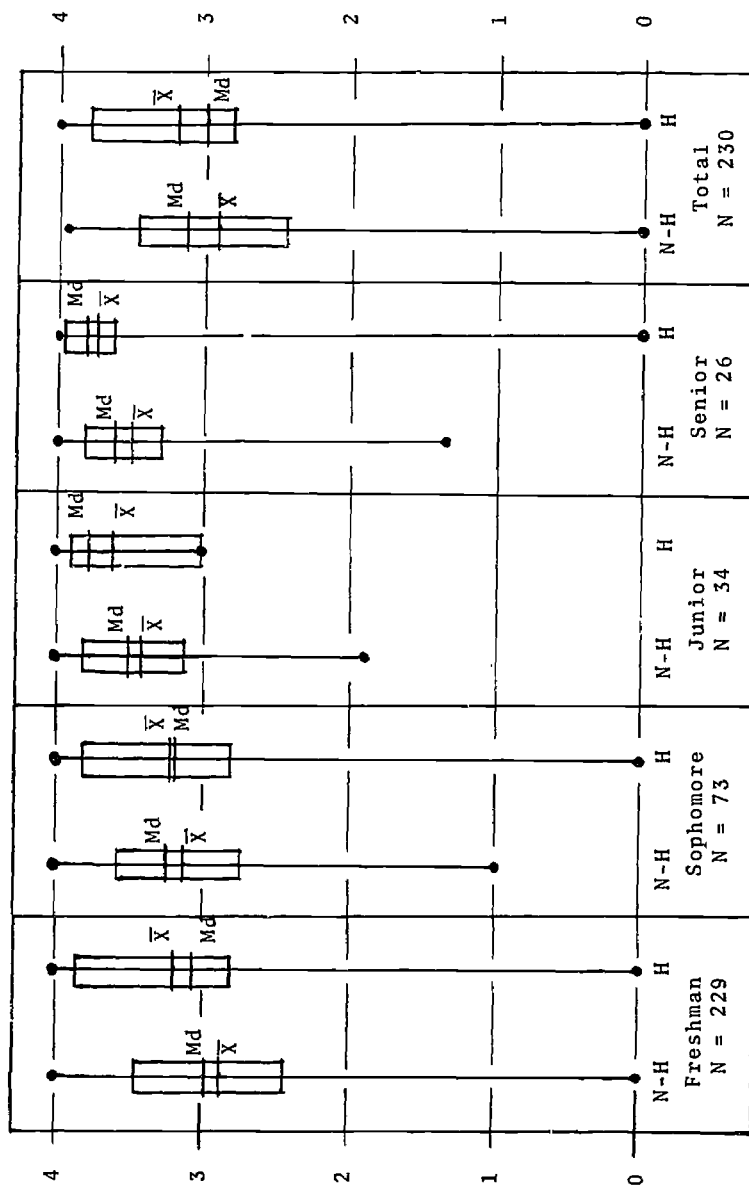 4
3
2
1
0
Md
X̄
X̄
Md
Md
X̄
X̄
Md
Md
X̄
Md
X̄
Md
X̄
Md
X̄
Md
X̄
X̄
Md
4
3
2
1
0
N-H H N-H H N-H H N-H H N-H H
Freshman Sophomore Junior Senior Total
N = 229 N = 73 N = 34 N = 26 N = 230